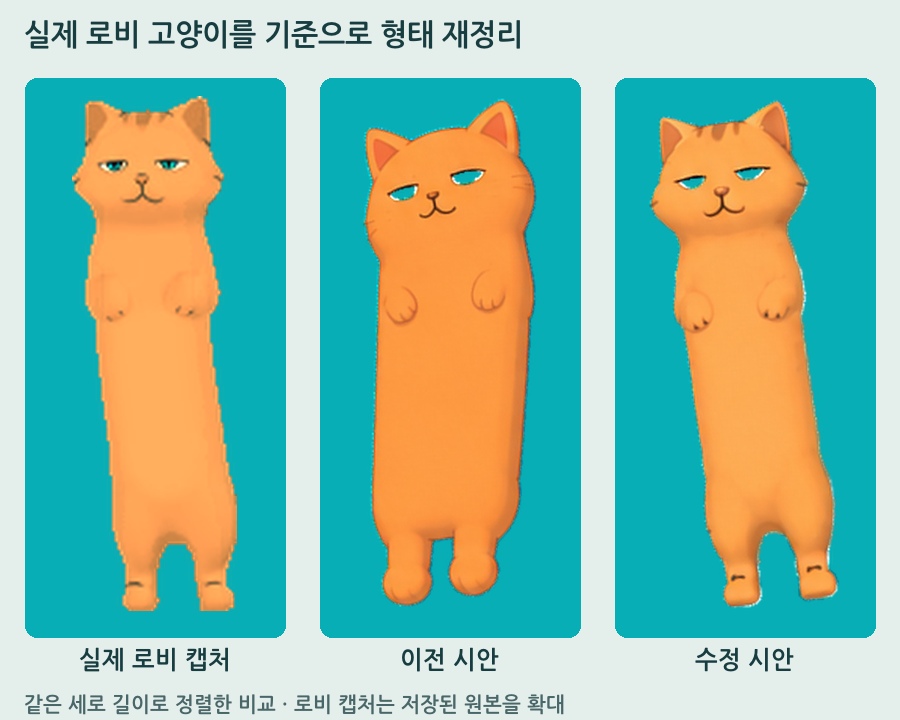 실제 로비 고양이를 기준으로 형태 재정리
실제 로비 캡처
이전 시안
수정 시안
같은 세로 길이로 정렬한 비교 · 로비 캡처는 저장된 원본을 확대